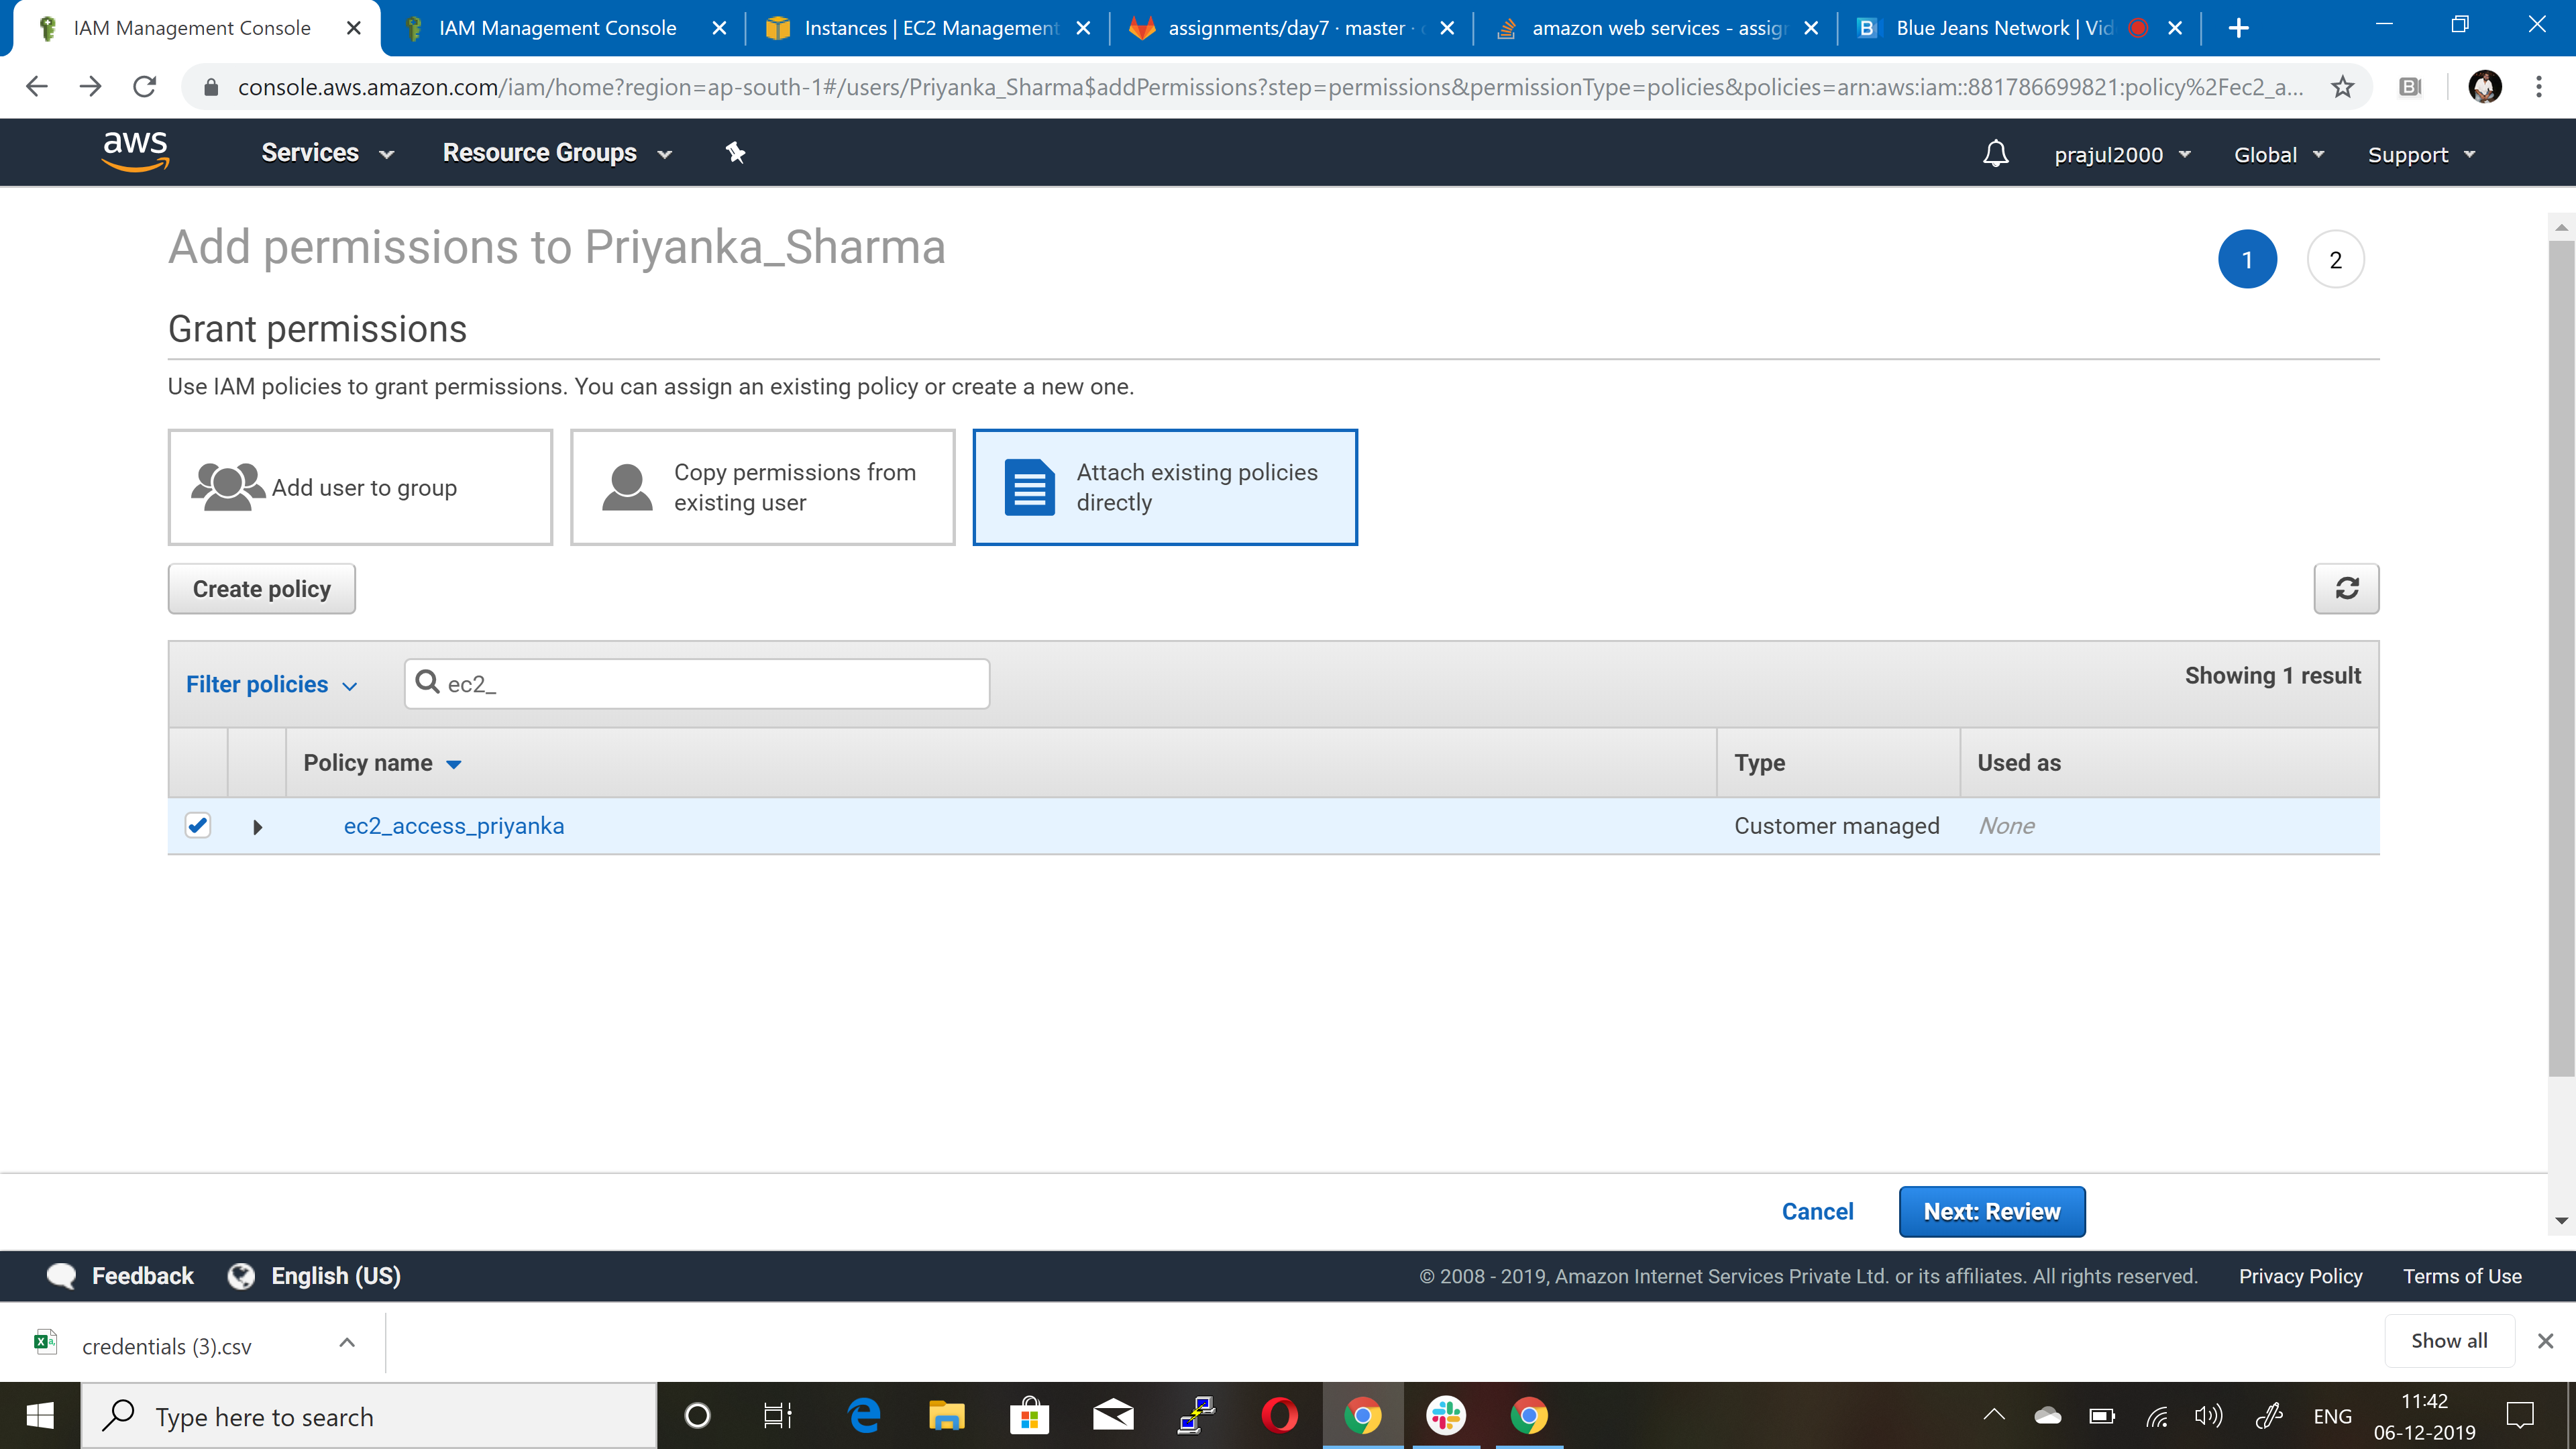 IAM Management Console
IAM Management Console
Instances | EC2 Management
assignments/day7 · master ·
amazon web services - assig
Blue Jeans Network | Vid
console.aws.amazon.com/iam/home?region=ap-south-1#/users/Priyanka_Sharma$addPermissions?step=permissions&permissionType=policies&policies=arn:aws:iam::881786699821:policy%2Fec2_a...
aws
Services
Resource Groups
prajul2000
Global
Support
Add permissions to Priyanka_Sharma
1
2
Grant permissions
Use IAM policies to grant permissions. You can assign an existing policy or create a new one.
Add user to group
Copy permissions from
existing user
Attach existing policies
directly
Create policy
Filter policies
ec2_
Showing 1 result
Policy name
Type
Used as
ec2_access_priyanka
Customer managed
None
Cancel
Next: Review
Feedback
English (US)
© 2008 - 2019, Amazon Internet Services Private Ltd. or its affiliates. All rights reserved.
Privacy Policy
Terms of Use
credentials (3).csv
Show all
Type here to search
ENG
11:42
06-12-2019